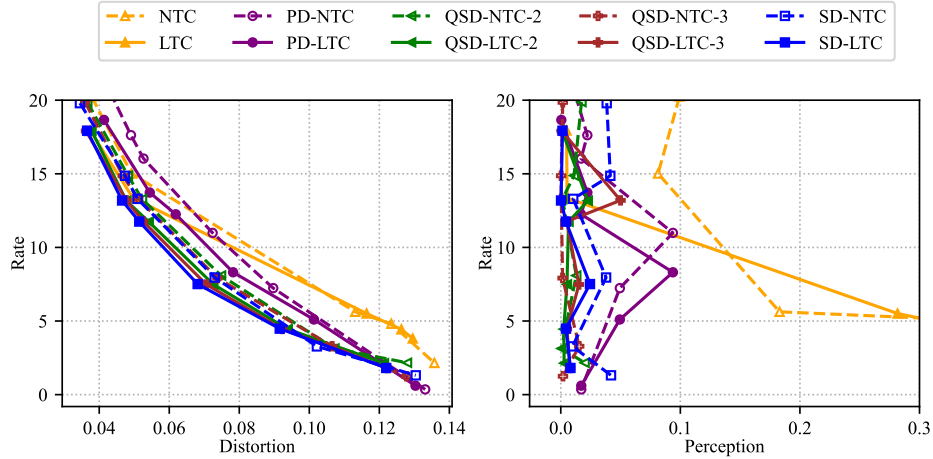 NTC PD-NTC QSD-NTC-2 QSD-NTC-3 SD-NTC
LTC PD-LTC QSD-LTC-2 QSD-LTC-3 SD-LTC
20
15
10
5
0
Rate
0.04 0.06 0.08 0.10 0.12 0.14
Distortion
20
15
10
5
0
Rate
0.0 0.1 0.2 0.3
Perception